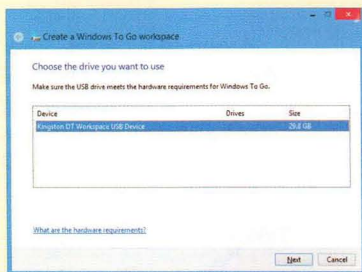 Create a Windows To Go workspace
Choose the drive you want to use
Make sure the USB drive meets the hardware requirements for Windows To Go.
Device Drives Size
Kingston DT Workspace USB Device 29.8 GB
What are the hardware requirements?
Next Cancel